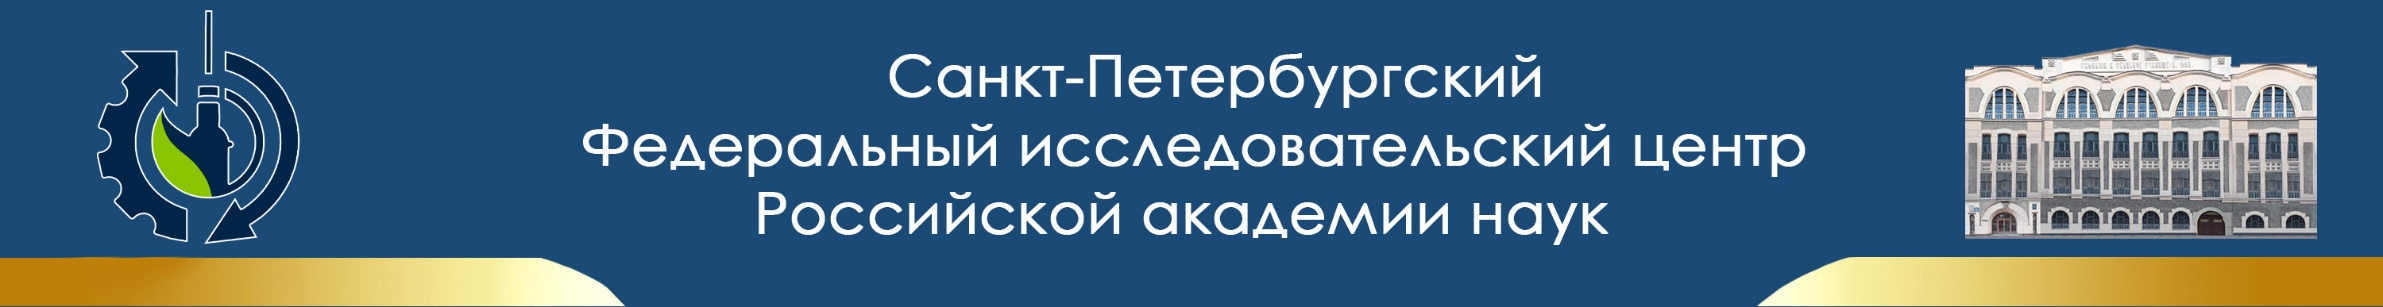 Санкт-Петербургский
Федеральный исследовательский центр
Российской академии наук